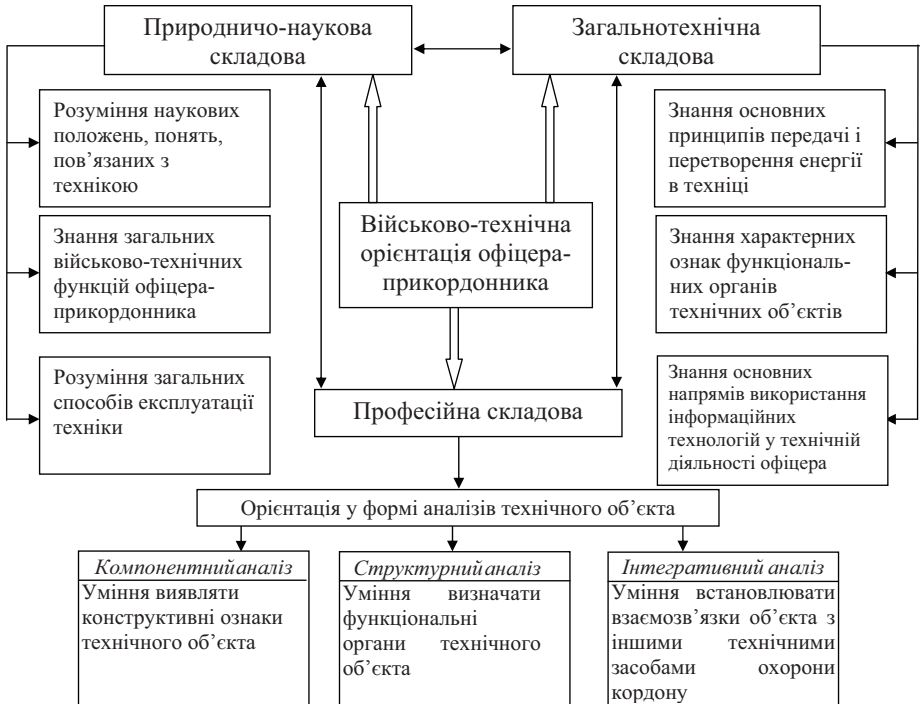 Природничо-наукова
складова
Загальнотехнічна
складова
Розуміння наукових
положень, понять,
пов’язаних з
технікою
Знання загальних
військово-технічних
функцій офіцера-
прикордонника
Розуміння загальних
способів експлуатації
техніки
Військово-технічна
орієнтація офіцера-
прикордонника
Професійна складова
Знання основних
принципів передачі і
перетворення енергії
в техніці
Знання характерних
ознак функціональ-
них органів
технічних об’єктів
Знання основних
напрямів використання
інформаційних
технологій у технічній
діяльності офіцера
Орієнтація у формі аналізів технічного об’єкта
Компонентний аналіз
Уміння виявляти
конструктивні ознаки
технічного об’єкта
Структурний аналіз
Уміння визначати
функціональні
органи технічного
об’єкта
Інтегративний аналіз
Уміння встановлювати
взаємозв’язки об’єкта з
іншими технічними
засобами охорони
кордону